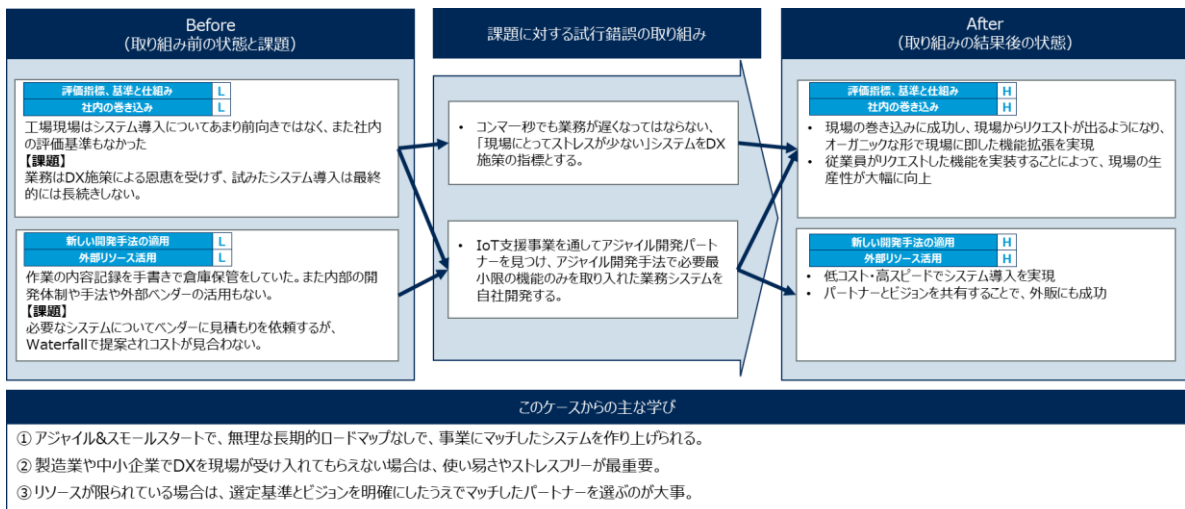 Before
（取り組み前の状態と課題）
評価指標、基準と仕組み L
社内の巻き込み L
工場現場はシステム導入についてあまり前向きではなく、また社内
の評価基準もなかった
【課題】
業務はDX施策による恩恵を受けず、試みたシステム導入は最終
的には長続きしない。
新しい開発手法の適用 L
外部リソース活用 L
作業の内容記録を手書きで倉庫保管をしていた。また内部の開
発体制や手法や外部ベンダーの活用もない。
【課題】
必要なシステムについてベンダーに見積もりを依頼するが、
Waterfallで提案されコストが見合わない。
課題に対する試行錯誤の取り組み
• コンマ一秒でも業務が遅くなってはならない、
「現場にとってストレスが少ない」システムをDX
施策の指標とする。
• IoT支援事業を通してアジャイル開発パート
ナーを見つけ、アジャイル開発手法で必要最
小限の機能のみを取り入れた業務システムを
自社開発する。
After
（取り組みの結果後の状態）
評価指標、基準と仕組み H
社内の巻き込み H
• 現場の巻き込みに成功し、現場からリクエストが出るようになり、
オーガニックな形で現場に即した機能拡張を実現
• 従業員がリクエストした機能を実装することによって、現場の生
産性が大幅に向上
新しい開発手法の適用 H
外部リソース活用 H
• 低コスト・高スピードでシステム導入を実現
• パートナーとビジョンを共有することで、外販にも成功
このケースからの主な学び
① アジャイル&スモールスタートで、無理な長期的ロードマップなしで、事業にマッチしたシステムを作り上げられる。
② 製造業や中小企業でDXを現場が受け入れてもらえない場合は、使い易さやストレスフリーが最重要。
③ リソースが限られている場合は、選定基準とビジョンを明確にしたうえでマッチしたパートナーを選ぶのが大事。